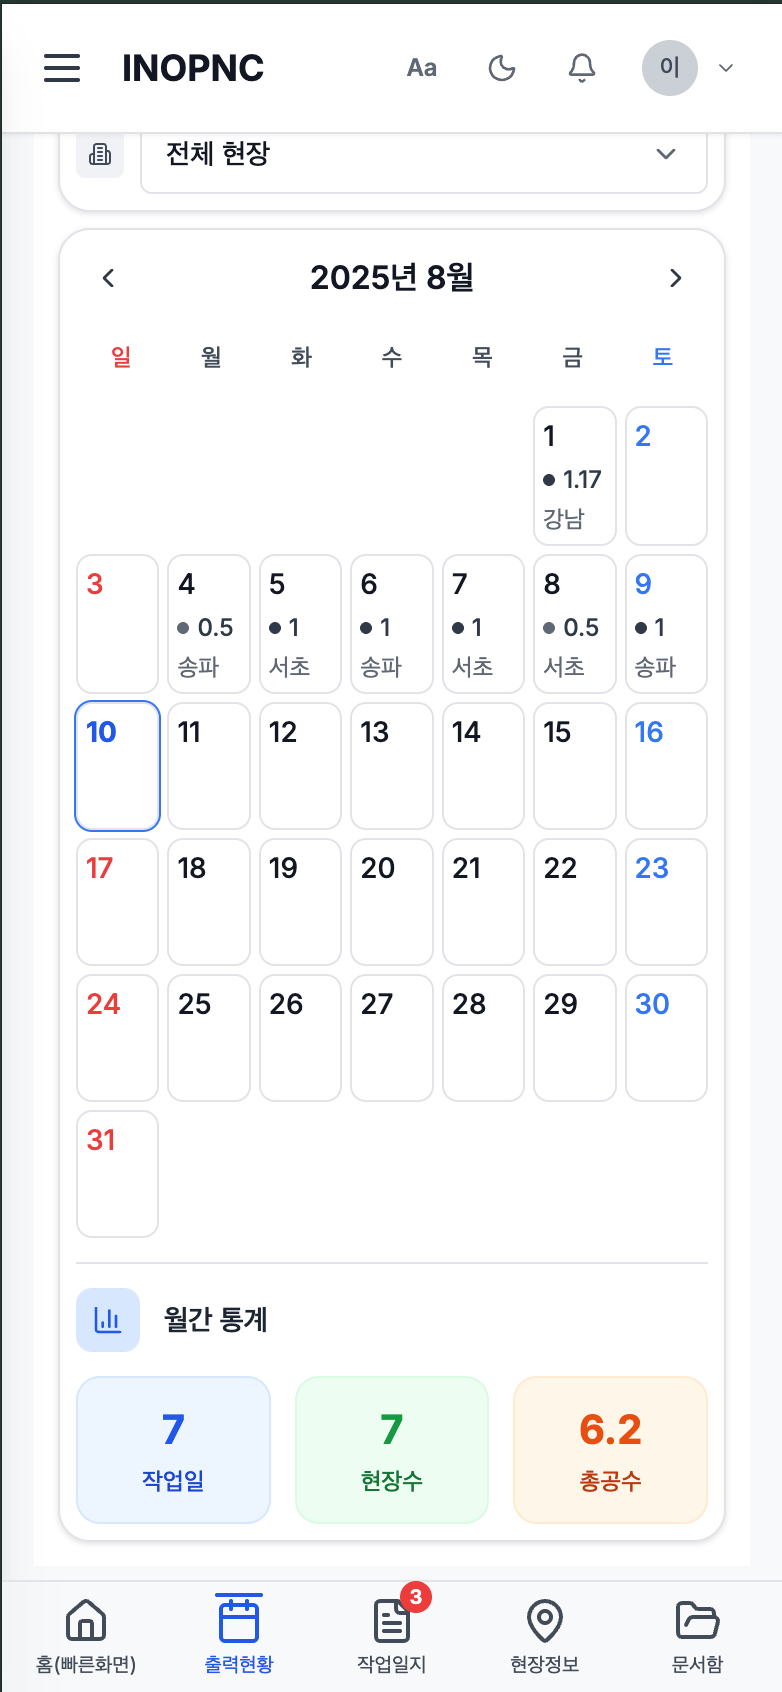 INOPNC Aa 이
전체 현장
2025년 8월
일 월 화 수 목 금 토
1 2
1.17
강남
3 4 5 6 7 8 9
0.5 1 1 1 0.5 1
송파 서초 송파 서초 서초 송파
10 11 12 13 14 15 16
17 18 19 20 21 22 23
24 25 26 27 28 29 30
31
월간 통계
7 7 6.2
작업일 현장수 총공수
3
홈(빠른화면) 출력현황 작업일지 현장정보 문서함